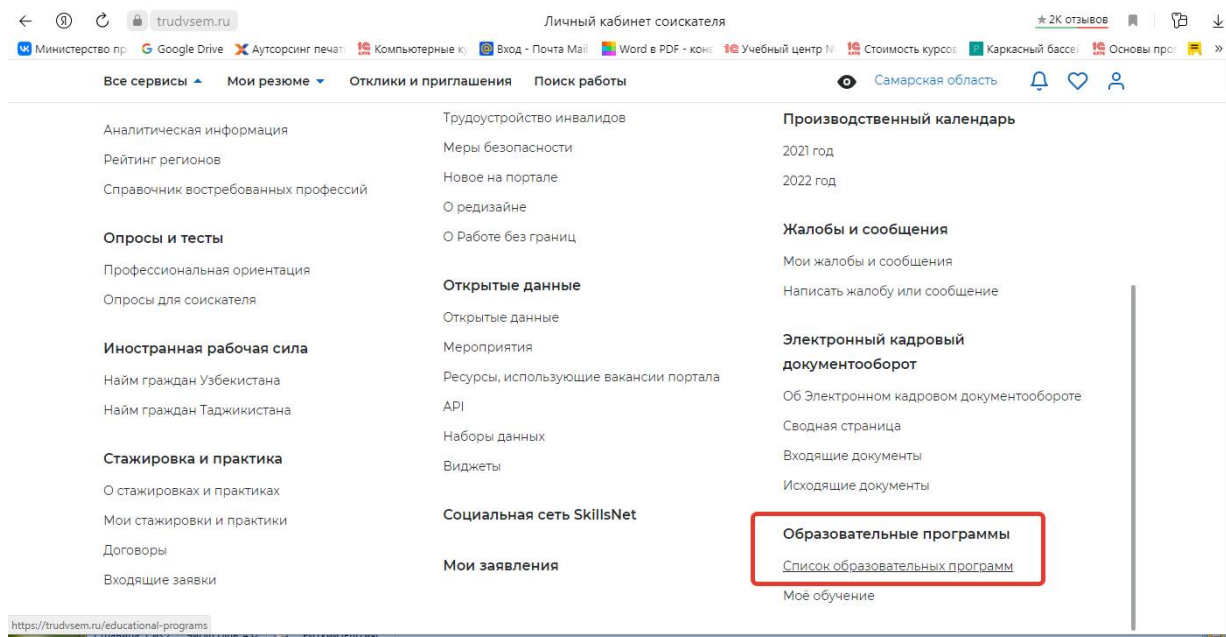 trudvsem.ru
Личный кабинет соискателя
★ 2K отзывов
Министерство пр
Google Drive
Аутсорсинг печат
Компьютерные к
Вход - Почта Mail
Word в PDF - конв
Учебный центр N
Стоимость курсов
Каркасный бассей
Основы прог
»
Все сервисы
Мои резюме
Отклики и приглашения
Поиск работы
Самарская область
Аналитическая информация
Рейтинг регионов
Справочник востребованных профессий
Опросы и тесты
Профессиональная ориентация
Опросы для соискателя
Иностранная рабочая сила
Найм граждан Узбекистана
Найм граждан Таджикистана
Стажировка и практика
О стажировках и практиках
Мои стажировки и практики
Договоры
Входящие заявки
Трудоустройство инвалидов
Меры безопасности
Новое на портале
О редизайне
О Работе без границ
Открытые данные
Открытые данные
Мероприятия
Ресурсы, использующие вакансии портала
API
Наборы данных
Виджеты
Социальная сеть SkillsNet
Мои заявления
Производственный календарь
2021 год
2022 год
Жалобы и сообщения
Мои жалобы и сообщения
Написать жалобу или сообщение
Электронный кадровый
документооборот
Об Электронном кадровом документообороте
Сводная страница
Входящие документы
Исходящие документы
Образовательные программы
Список образовательных программ
Моё обучение
https://trudvsem.ru/educational-programs